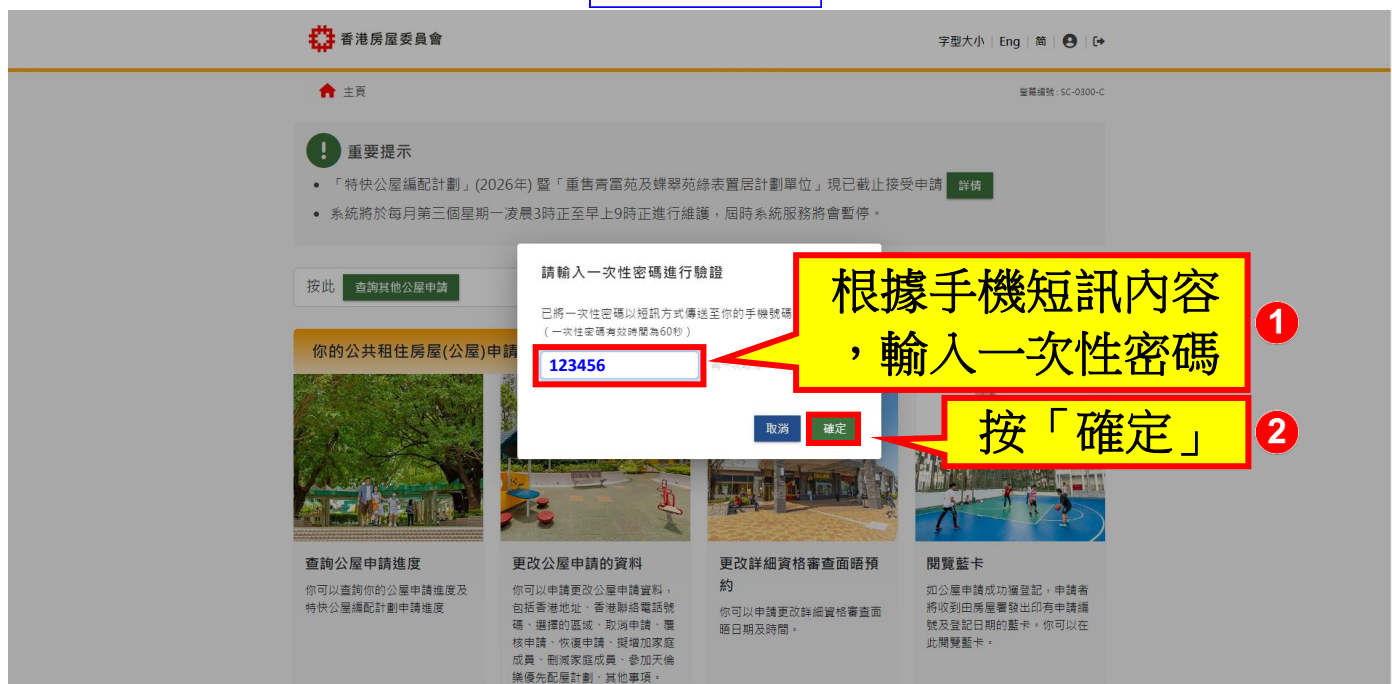 香港房屋委員會
字型大小 | Eng | 简
主頁
螢幕編號 : SC-0300-C
重要提示
「特快公屋編配計劃」(2026年) 暨「重售青富苑及蝶翠苑綠表置居計劃單位」現已截止接受申請 詳情
系統將於每月第三個星期一凌晨3時正至早上9時正進行維護，屆時系統服務將會暫停。
按此 查詢其他公屋申請
請輸入一次性密碼進行驗證
已將一次性密碼以短訊方式傳送至你的手機號碼
（一次性密碼有效時間為60秒）
123456
取消 確定
根據手機短訊內容
，輸入一次性密碼
1
按「確定」
2
你的公共租住房屋(公屋)申請
查詢公屋申請進度
你可以查詢你的公屋申請進度及
特快公屋編配計劃申請進度
更改公屋申請的資料
你可以申請更改公屋申請資料，
包括香港地址、香港聯絡電話號
碼、選擇的區域、取消申請、覆
核申請、恢復申請、擬增加家庭
成員、刪減家庭成員、參加天倫
樂優先配屋計劃、其他事項。
更改詳細資格審查面晤預
約
你可以申請更改詳細資格審查面
晤日期及時間。
閱覽藍卡
如公屋申請成功獲登記，申請者
將收到由房屋署發出印有申請編
號及登記日期的藍卡。你可以在
此閱覽藍卡。